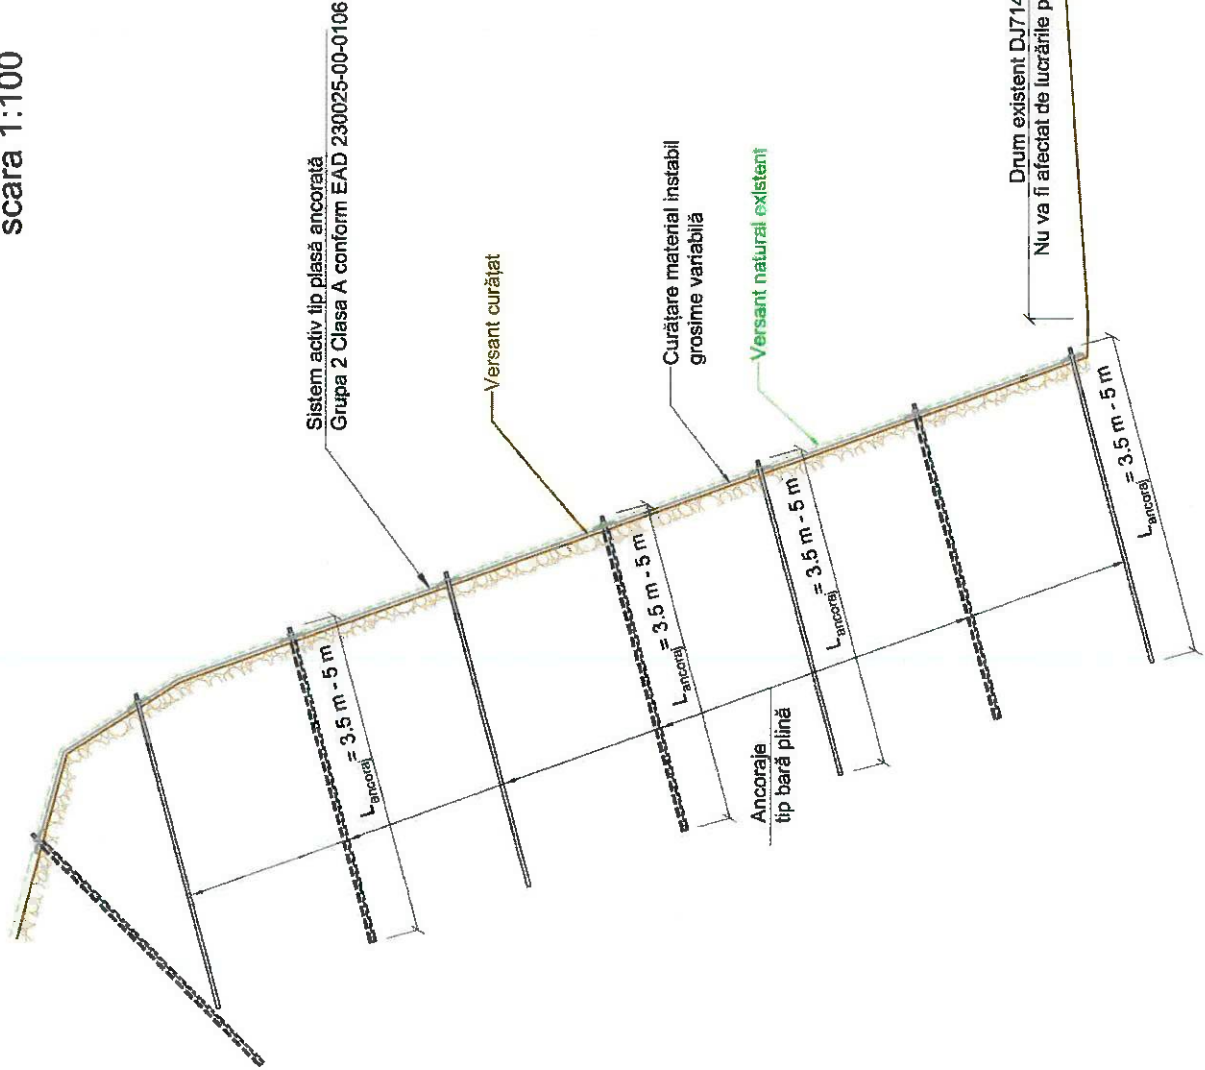 scara 1:100
Sistem activ tip plasă ancorată
Grupa 2 Clasa A conform EAD 230025-00-0106
Versant curățat
Curățare material instabil
grosime variabilă
Versant natural existent
Drum existent DJ714
Nu va fi afectat de lucrările
Lancoraj = 3.5 m - 5 m
Lancoraj = 3.5 m - 5 m
Lancoraj = 3.5 m - 5 m
Lancoraj = 3.5 m - 5 m
Ancoraje
tip bară plină